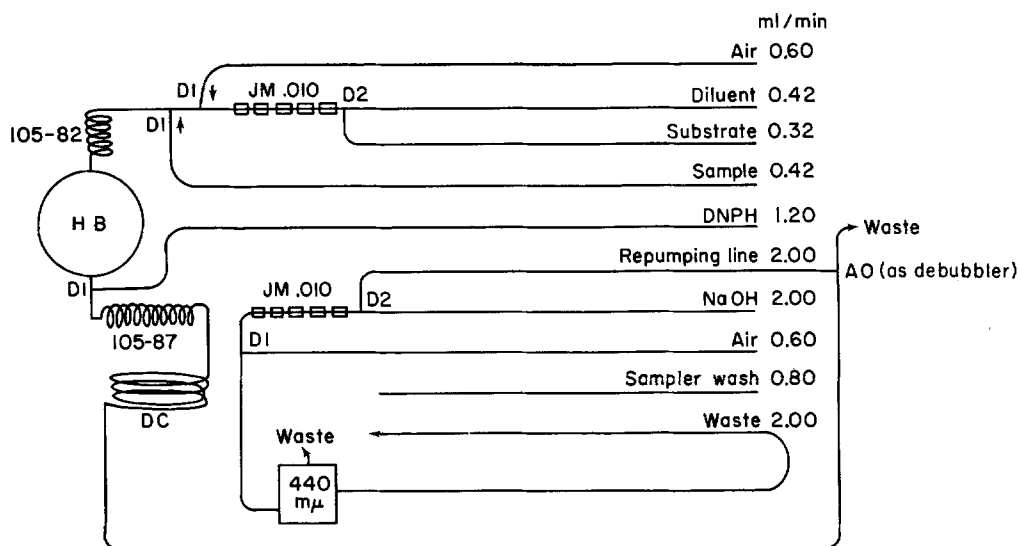 ml/min
Air 0.60
D1 JM .010 D2 Diluent 0.42
105-82 D1 Substrate 0.32
Sample 0.42
HB DNPH 1.20
Waste
Repumping line 2.00
AO (as debubbler)
D1 JM .010 D2 NaOH 2.00
105-87 D1 Air 0.60
Sampler wash 0.80
DC Waste 2.00
Waste
440
mμ